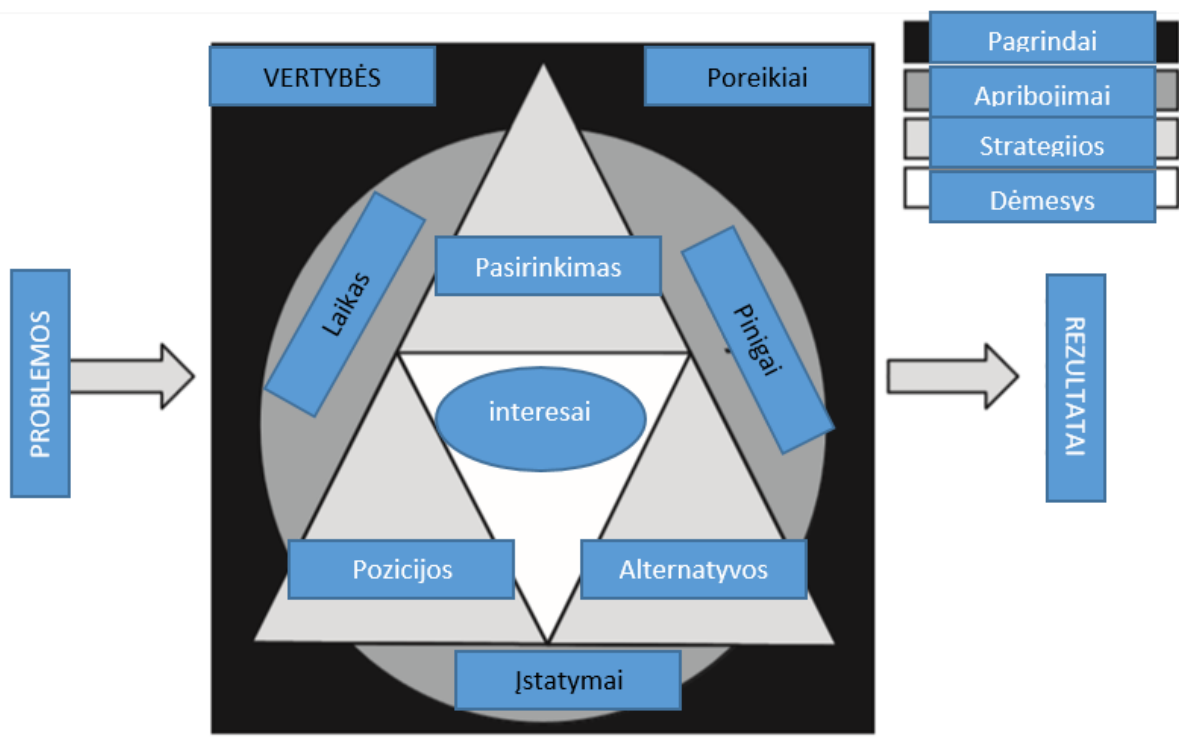 Pagrindai
VERTYBĖS
Poreikiai
Apribojimai
Strategijos
Dėmesys
Laikas
Pasirinkimas
Pinigai
PROBLEMOS
interesai
REZULTATAI
Pozicijos
Alternatyvos
Įstatymai